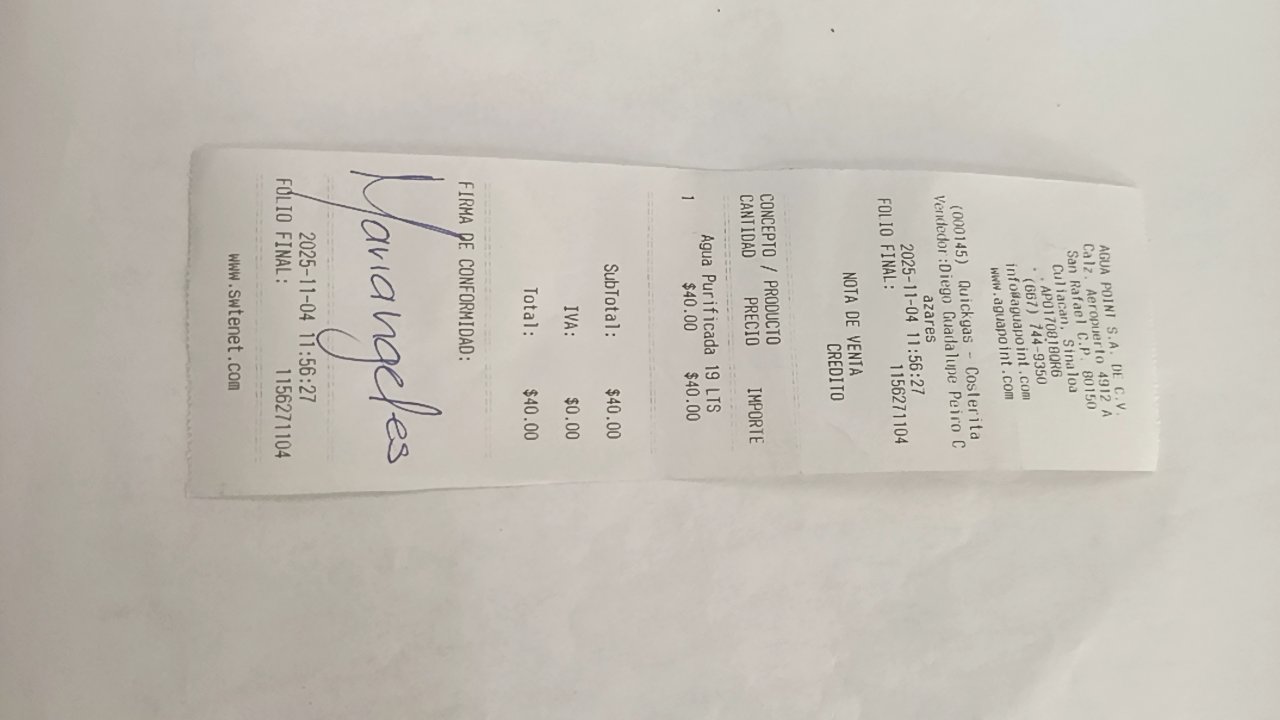 AGUA POINT S.A. DE C.V.
Calz. Aeropuerto 4912 A
San Rafael C.P. 80150
Culiacan, Sinaloa
, APO170818QR6
(667) 744-9350
info@aguapoint.com
www.aguapoint.com
(000145) Quickgas - Costerita
Vendedor:Diego Guadalupe Peiro C
azares
2025-11-04 11:56:27
FOLIO FINAL: 1156271104
NOTA DE VENTA
CREDITO
CONCEPTO / PRODUCTO
CANTIDAD PRECIO IMPORTE
Agua Purificada 19 LTS
1 $40.00 $40.00
SubTotal: $40.00
IVA: $0.00
Total: $40.00
FIRMA DE CONFORMIDAD:
Mariangeles
2025-11-04 11:56:27
FOLIO FINAL: 1156271104
www.swtenet.com